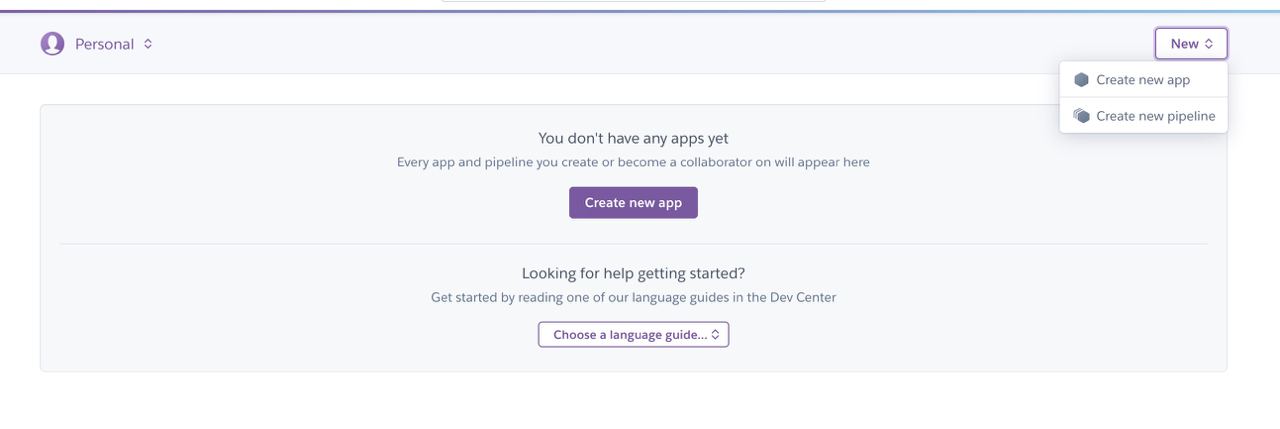 Personal
New
Create new app
Create new pipeline
You don't have any apps yet
Every app and pipeline you create or become a collaborator on will appear here
Create new app
Looking for help getting started?
Get started by reading one of our language guides in the Dev Center
Choose a language guide...